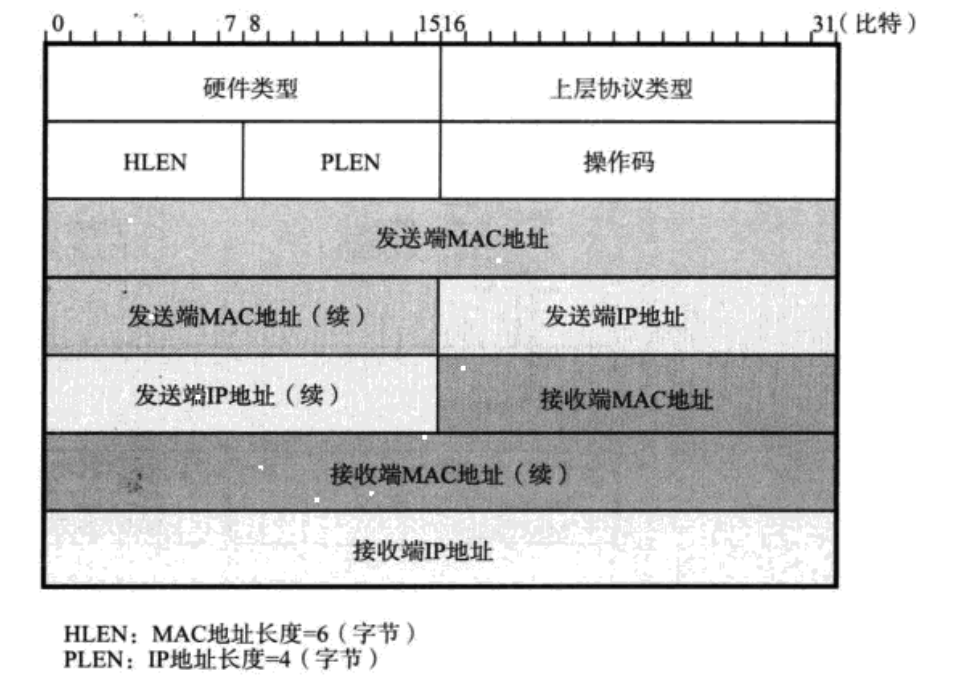 0 7 8 1516 31(比特)
硬件类型 上层协议类型
HLEN PLEN 操作码
发送端MAC地址
发送端MAC地址(续) 发送端IP地址
发送端IP地址(续) 接收端MAC地址
接收端MAC地址(续)
接收端IP地址
HLEN:MAC地址长度=6(字节)
PLEN:IP地址长度=4(字节)